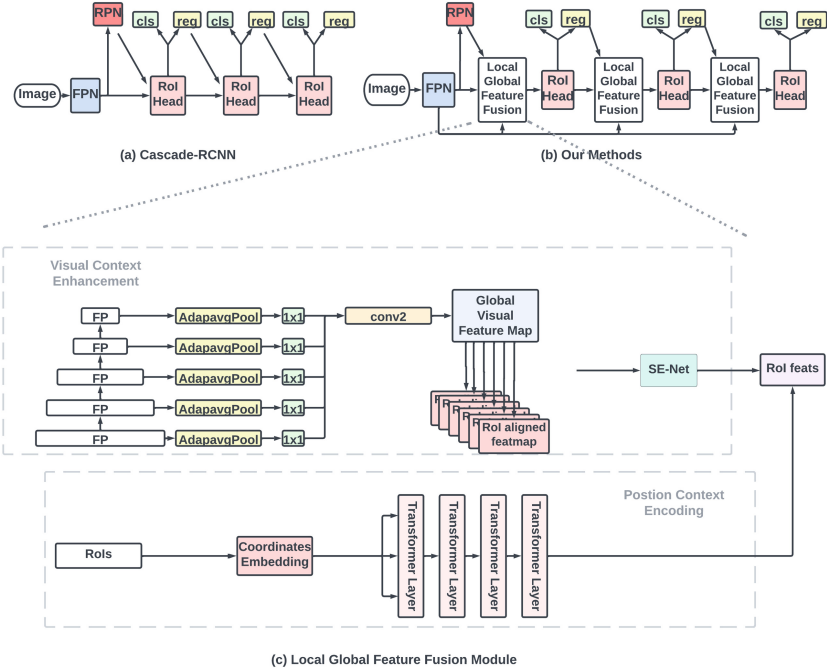 RPN
cls
reg
cls
reg
cls
reg
Image
FPN
RoI
Head
RoI
Head
RoI
Head
(a) Cascade-RCNN
RPN
cls
reg
cls
reg
cls
reg
Image
FPN
Local
Global
Feature
Fusion
RoI
Head
Local
Global
Feature
Fusion
RoI
Head
Local
Global
Feature
Fusion
RoI
Head
(b) Our Methods
Visual Context
Enhancement
FP
AdapavgPool
1x1
conv2
Global
Visual
Feature Map
FP
AdapavgPool
1x1
FP
AdapavgPool
1x1
FP
AdapavgPool
1x1
FP
AdapavgPool
1x1
RoI aligned
featmap
SE-Net
RoI feats
Postion Context
Encoding
RoIs
Coordinates
Embedding
Transformer Layer
Transformer Layer
Transformer Layer
Transformer Layer
(c) Local Global Feature Fusion Module